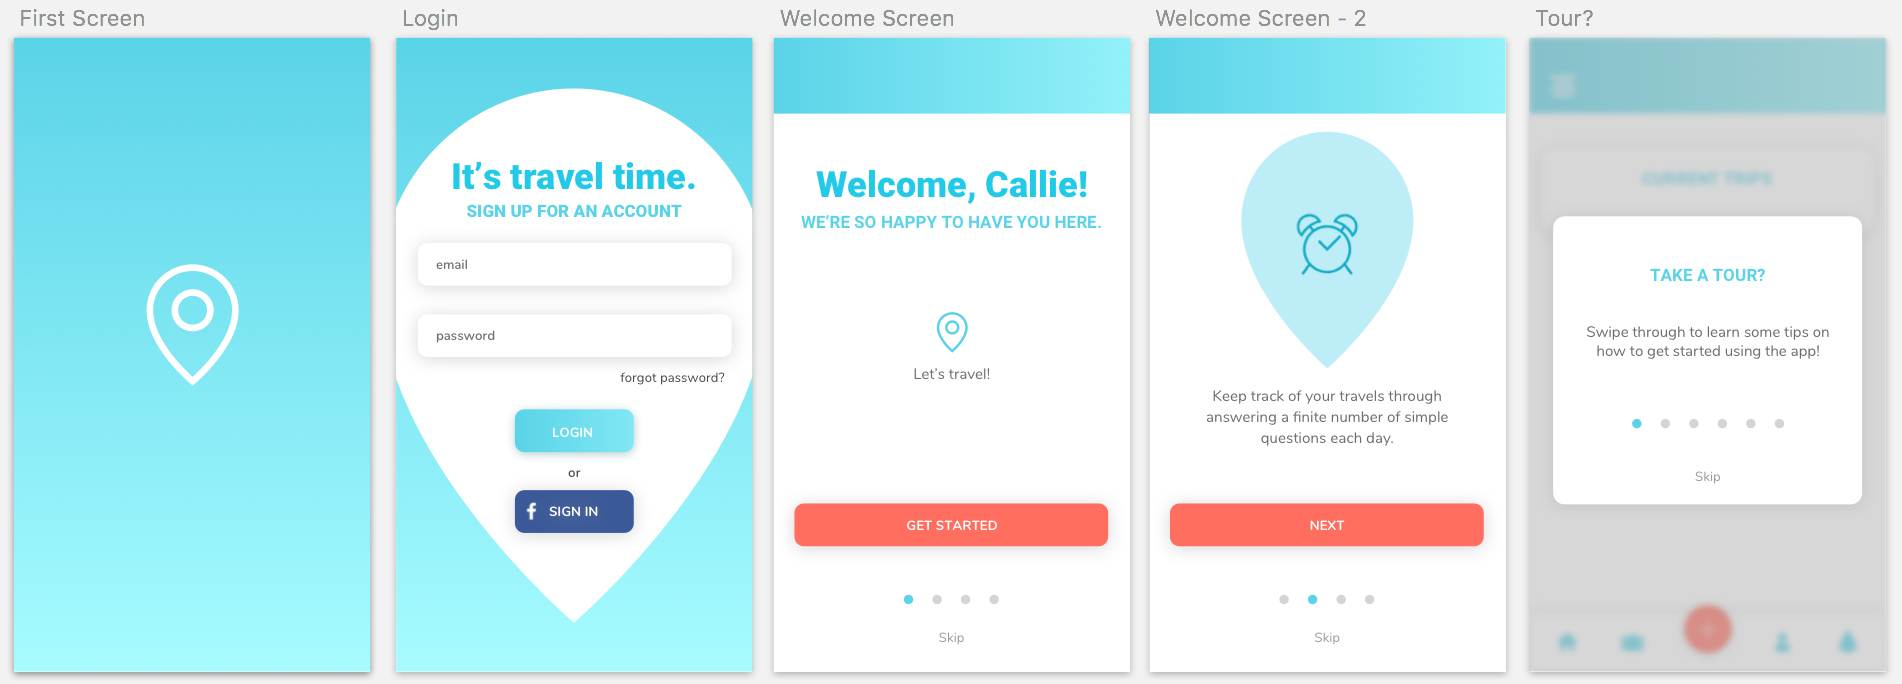 First Screen
Login
It's travel time.
SIGN UP FOR AN ACCOUNT
email
password
forgot password?
LOGIN
or
f SIGN IN
Welcome Screen
Welcome, Callie!
WE'RE SO HAPPY TO HAVE YOU HERE.
Let's travel!
GET STARTED
Skip
Welcome Screen - 2
Keep track of your travels through
answering a finite number of simple
questions each day.
NEXT
Skip
Tour?
CURRENT TRIPS
TAKE A TOUR?
Swipe through to learn some tips on
how to get started using the app!
Skip